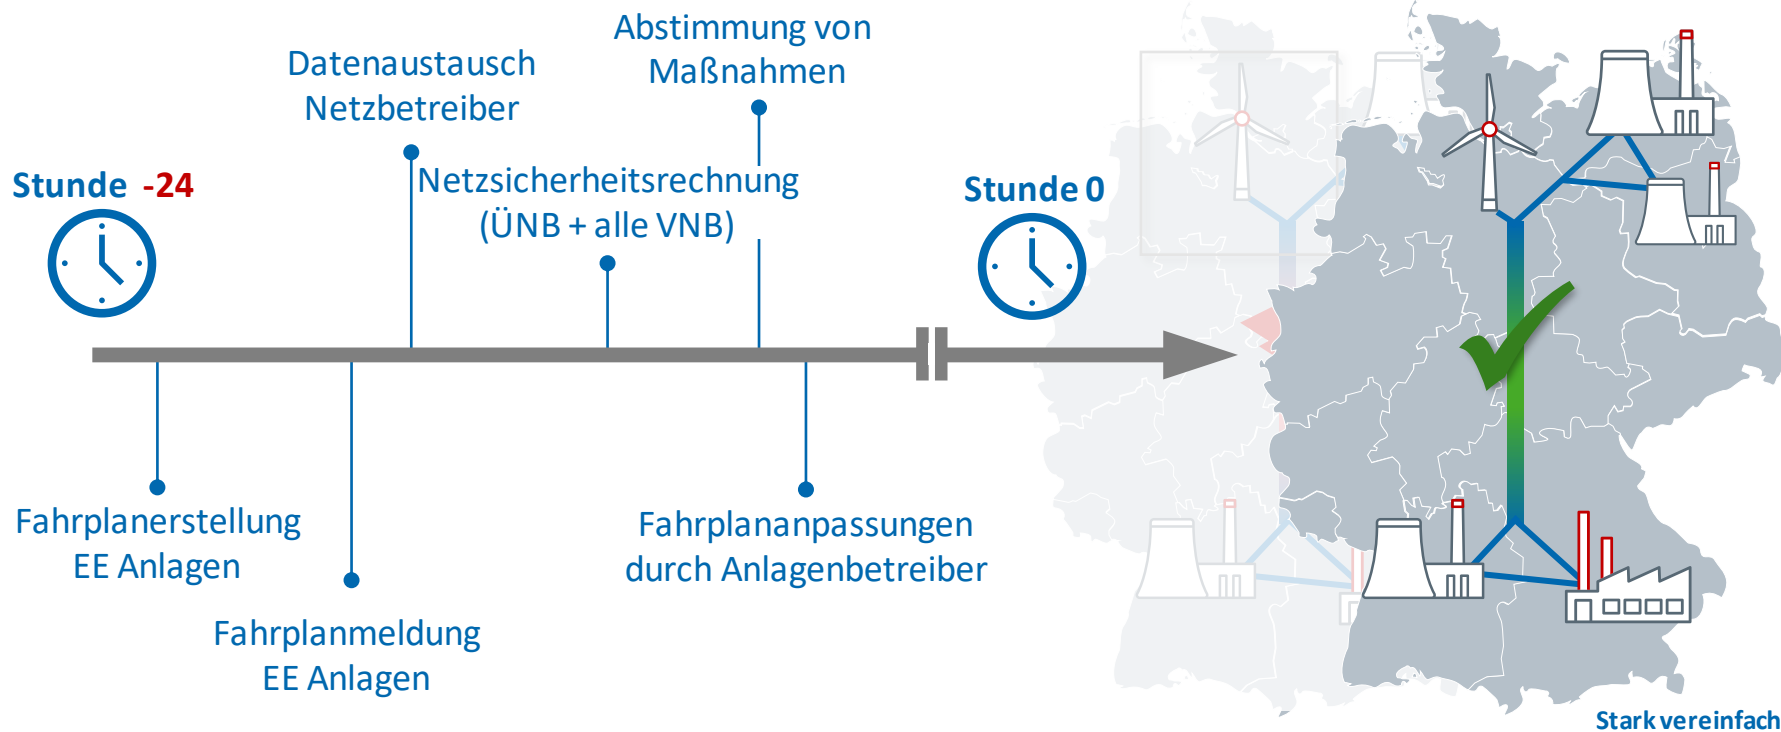 Abstimmung von
Maßnahmen
Datenaustausch
Netzbetreiber
Netzsicherheitsrechnung
(ÜNB + alle VNB)
Stunde -24
Stunde 0
Fahrplanerstellung
EE Anlagen
Fahrplanmeldung
EE Anlagen
Fahrplananpassungen
durch Anlagenbetreiber
Stark vereinfach